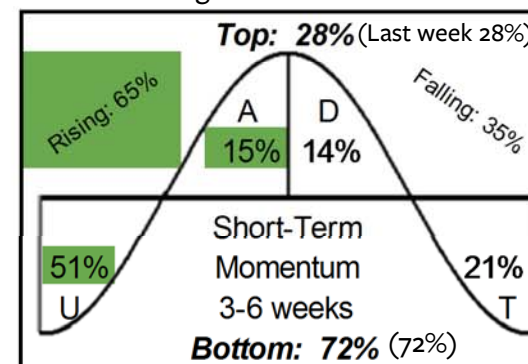 Top: 28% (Last week 28%)
Rising: 65%
Falling: 35%
A D
15% 14%
Short-Term
51% Momentum 21%
U 3-6 weeks T
Bottom: 72% (72%)